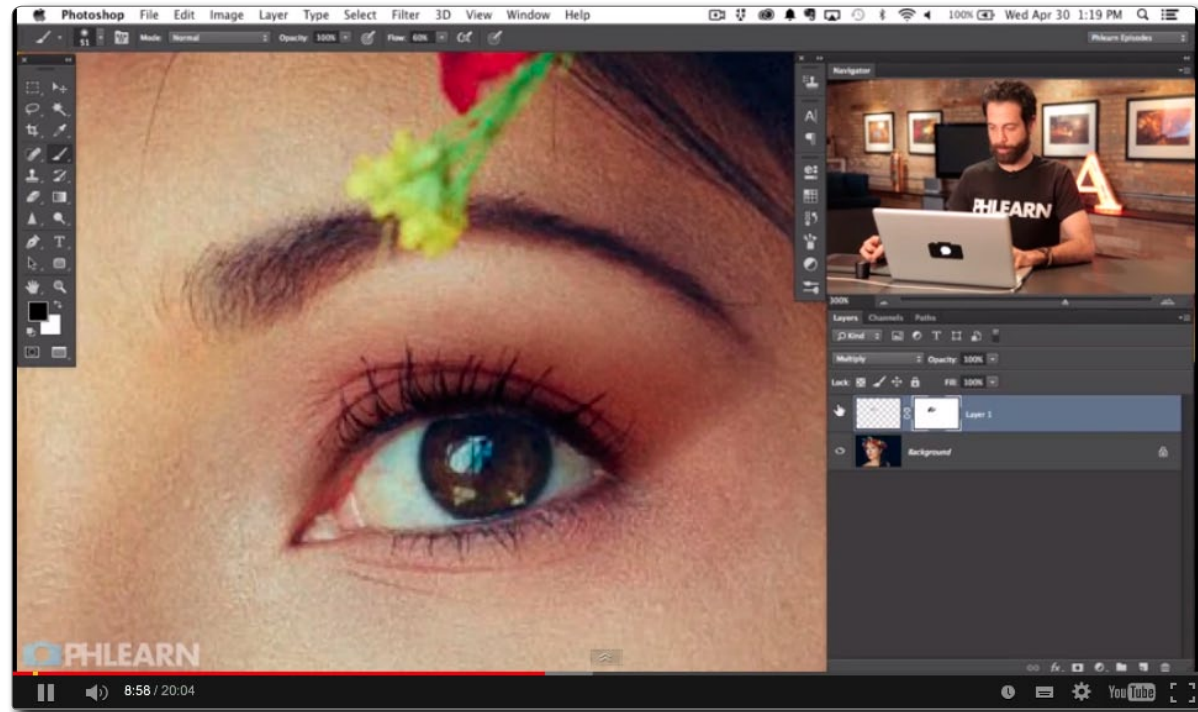 Photoshop File Edit Image Layer Type Select Filter 3D View Window Help 100% Wed Apr 30 1:19 PM
51 Mode: Normal Opacity: 100% Flow: 60% Phlearn Episodes
Navigator
PHLEARN
A
300%
Layers Channels Paths
Kind
Multiply Opacity: 100%
Lock: Fill: 100%
Layer 1
Background
PHLEARN
fx
8:58 / 20:04 YouTube